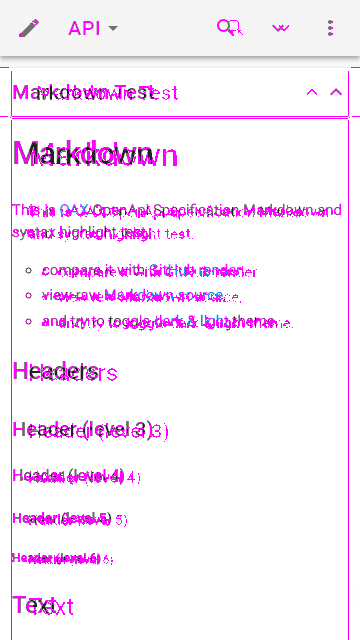 API
Markdown Test
Markdown
This is OAX OpenApi Specification Markdown and
syntax highlight test.
compare it with GitHub render
view raw Markdown source,
and try to toggle dark & light theme.
Headers
Header (level 3)
Header (level 4)
Header (level 5)
Header (level 6)
Text